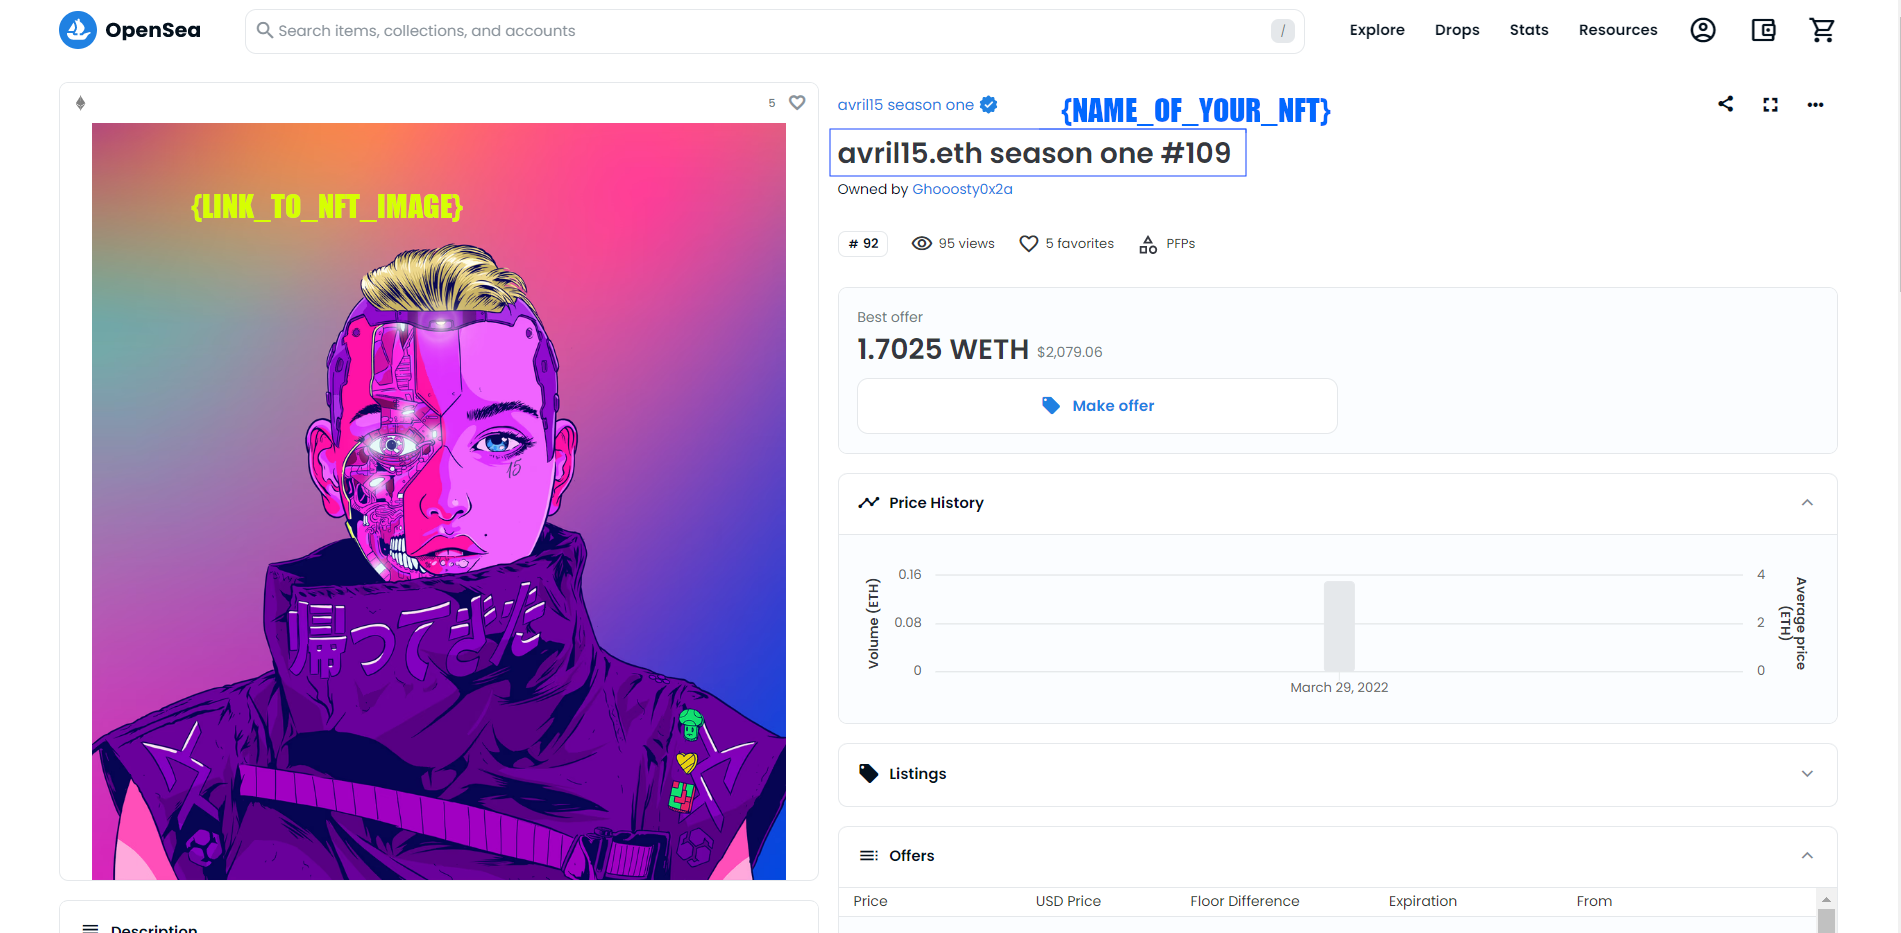 OpenSea
Search items, collections, and accounts
/
Explore
Drops
Stats
Resources
5
{LINK_TO_NFT_IMAGE}
15
帰ってきた
Description
avril15 season one
{NAME_OF_YOUR_NFT}
avril15.eth season one #109
Owned by Ghooosty0x2a
# 92
95 views
5 favorites
PFPs
Best offer
1.7025 WETH $2,079.06
Make offer
Price History
Volume (ETH)
0.16
0.08
0
4
2
0
Average price (ETH)
March 29, 2022
Listings
Offers
Price USD Price Floor Difference Expiration From